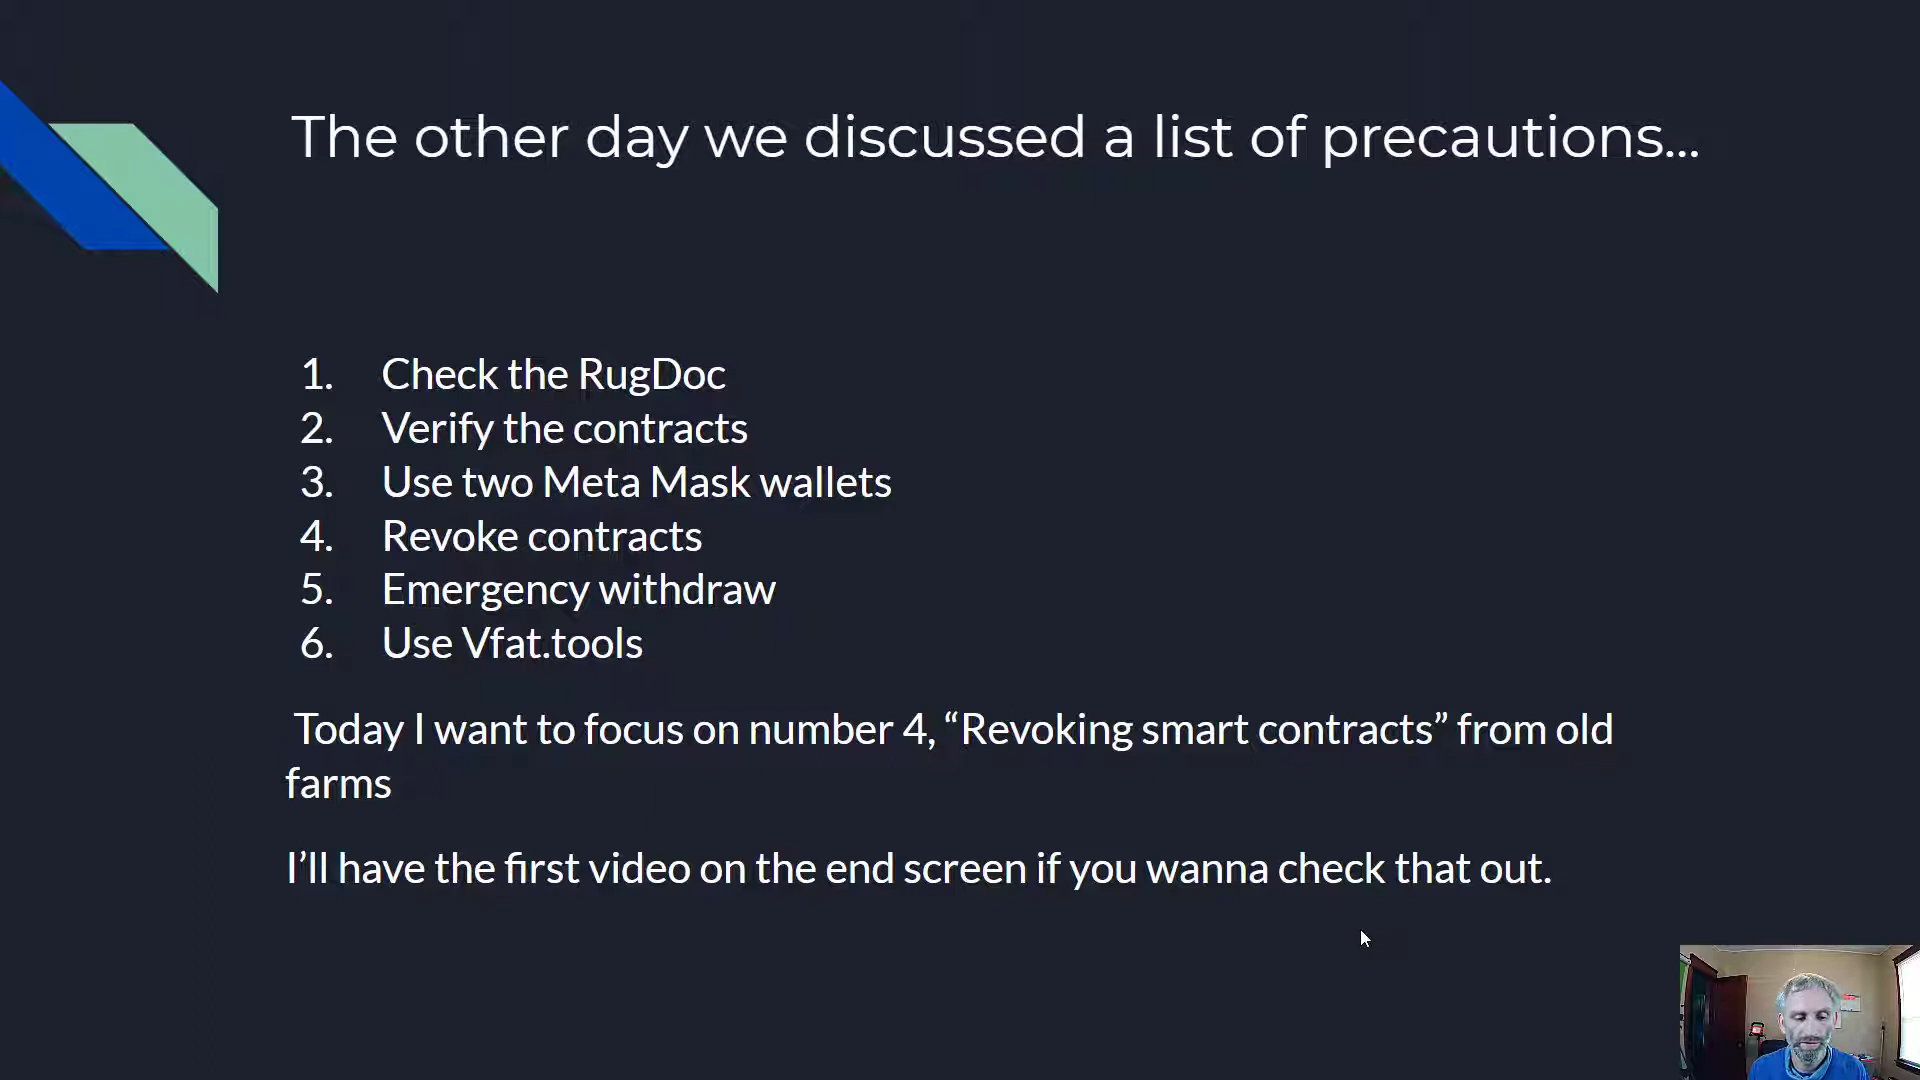 The other day we discussed a list of precautions...
1. Check the RugDoc
2. Verify the contracts
3. Use two Meta Mask wallets
4. Revoke contracts
5. Emergency withdraw
6. Use Vfat.tools
Today I want to focus on number 4, “Revoking smart contracts” from old
farms
I’ll have the first video on the end screen if you wanna check that out.